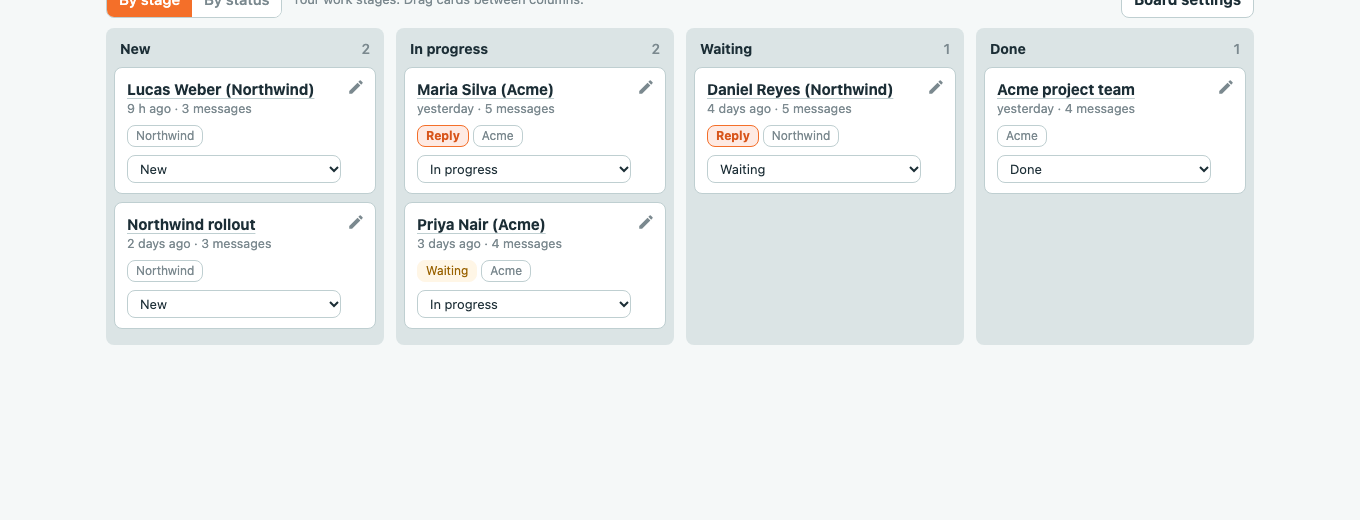 By stage By status Your work stages. Drag cards between columns. Board settings
New 2
Lucas Weber (Northwind)
9 h ago · 3 messages
Northwind
New
Northwind rollout
2 days ago · 3 messages
Northwind
New
In progress 2
Maria Silva (Acme)
yesterday · 5 messages
Reply Acme
In progress
Priya Nair (Acme)
3 days ago · 4 messages
Waiting Acme
In progress
Waiting 1
Daniel Reyes (Northwind)
4 days ago · 5 messages
Reply Northwind
Waiting
Done 1
Acme project team
yesterday · 4 messages
Acme
Done